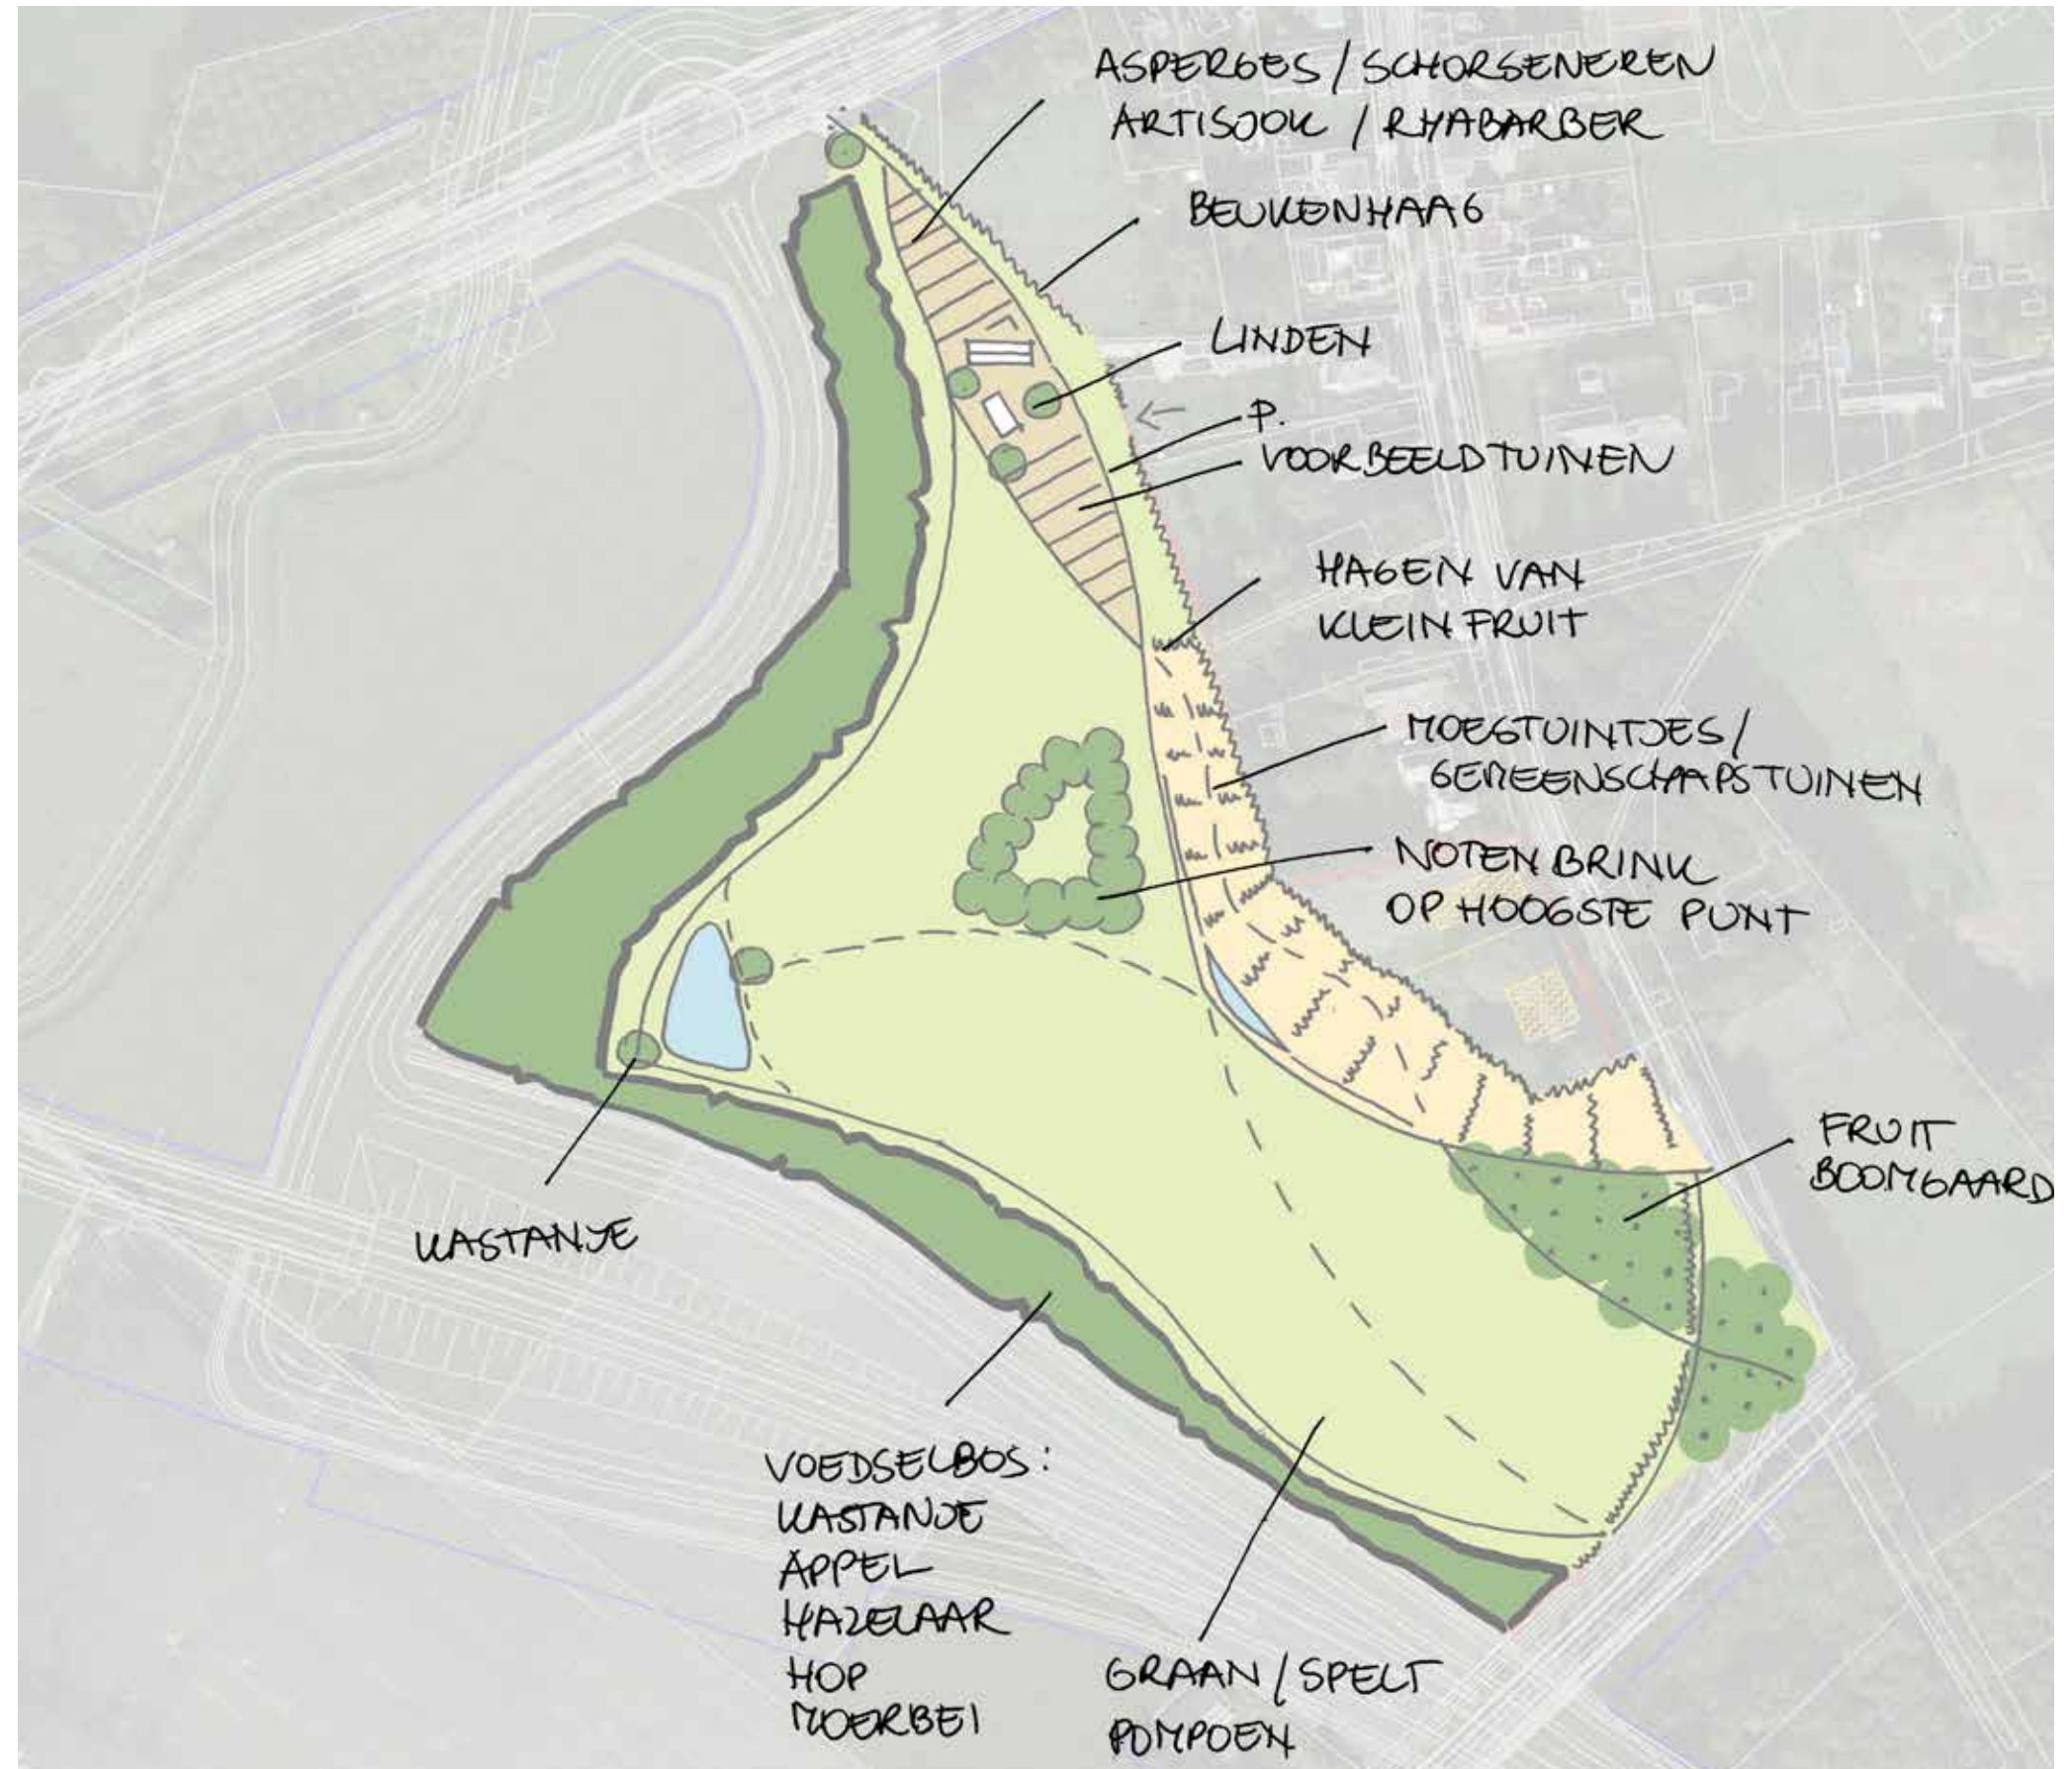 ASPERGES / SCHORSENEREN
ARTISJOK / RHABARBER
BEUKENHAAG
LINDEN
P.
VOORBEELDTUINEN
HAGEN VAN
KLEIN FRUIT
MOESTUINTJES /
GEMEENSCHAPSTUINEN
NOTENBRINK
OP HOOGSTE PUNT
FRUIT
BOOMGAARD
KASTANJE
VOEDSELBOS:
KASTANJE
APPEL
HAZELAAR
HOP
MOERBEI
GRAAN / SPELT
POMPOEN